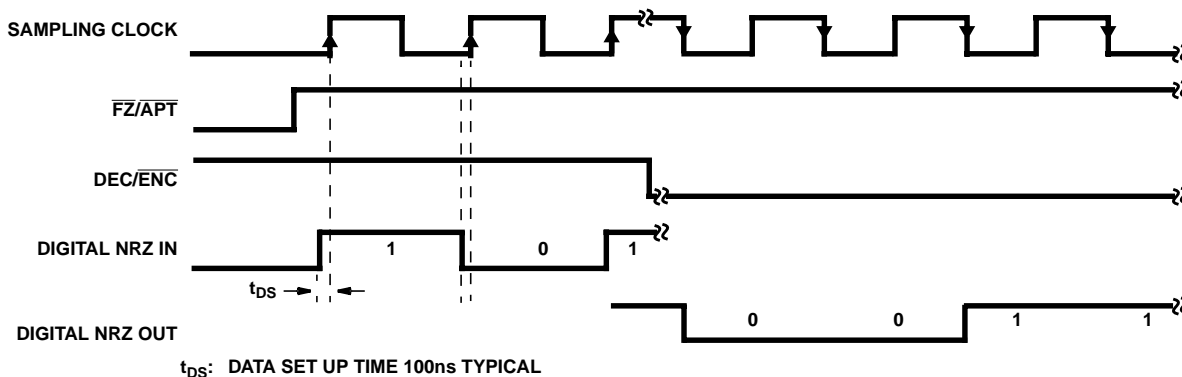 SAMPLING CLOCK
FZ/APT
DEC/ENC
DIGITAL NRZ IN
1 0 1
tDS
DIGITAL NRZ OUT
0 0 1 1
tDS: DATA SET UP TIME 100ns TYPICAL